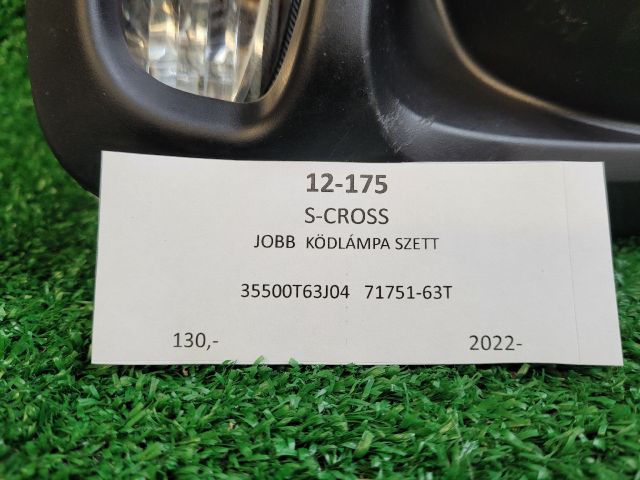 12-175
S-CROSS
JOBB KÖDLÁMPA SZETT
35500T63J04 71751-63T
130,- 2022-